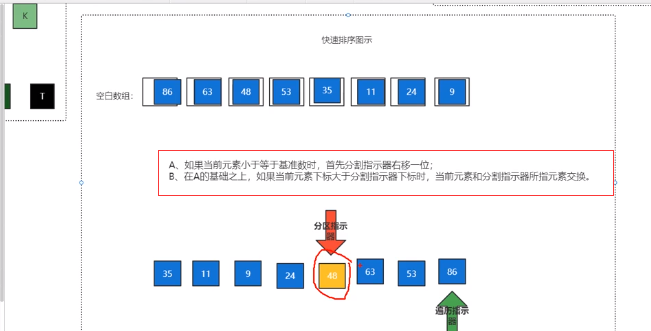 K
T
快速排序图示
空白数组： 86 63 48 53 35 11 24 9
A、如果当前元素小于等于基准数时，首先分割指示器右移一位；
B、在A的基础之上，如果当前元素下标大于分割指示器下标时，当前元素和分割指示器所指元素交换。
分区指示
器
35 11 9 24 48 63 53 86
遍历指示
器